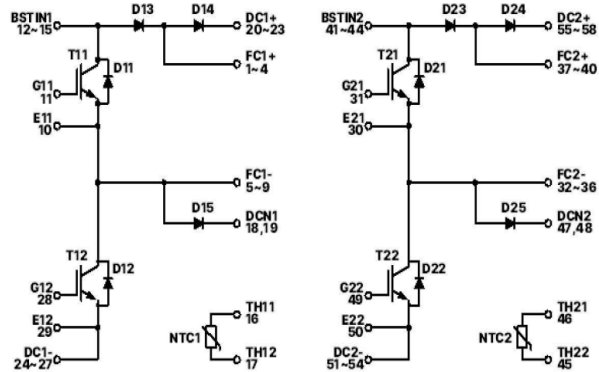 BSTIN1
12~15
D13
D14
DC1+
20~23
FC1+
1~4
T11
D11
G11
11
E11
10
FC1-
5~9
D15
DCN1
18,19
T12
D12
G12
28
E12
29
DC1-
24~27
NTC1
TH11
16
TH12
17
BSTIN2
41~44
D23
D24
DC2+
55~58
FC2+
37~40
T21
D21
G21
31
E21
30
FC2-
32~36
D25
DCN2
47,48
T22
D22
G22
49
E22
50
DC2-
51~54
NTC2
TH21
46
TH22
45